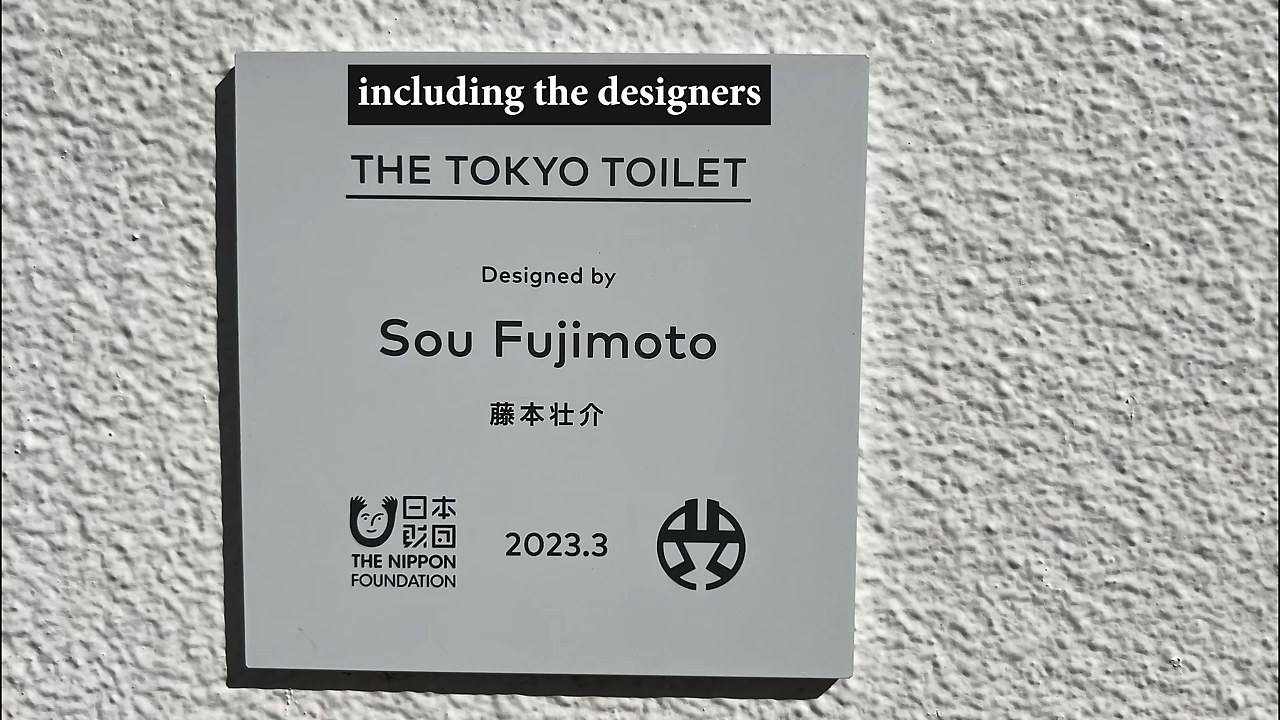 including the designers
THE TOKYO TOILET
Designed by
Sou Fujimoto
藤本壮介
日本
財団
THE NIPPON
FOUNDATION
2023.3